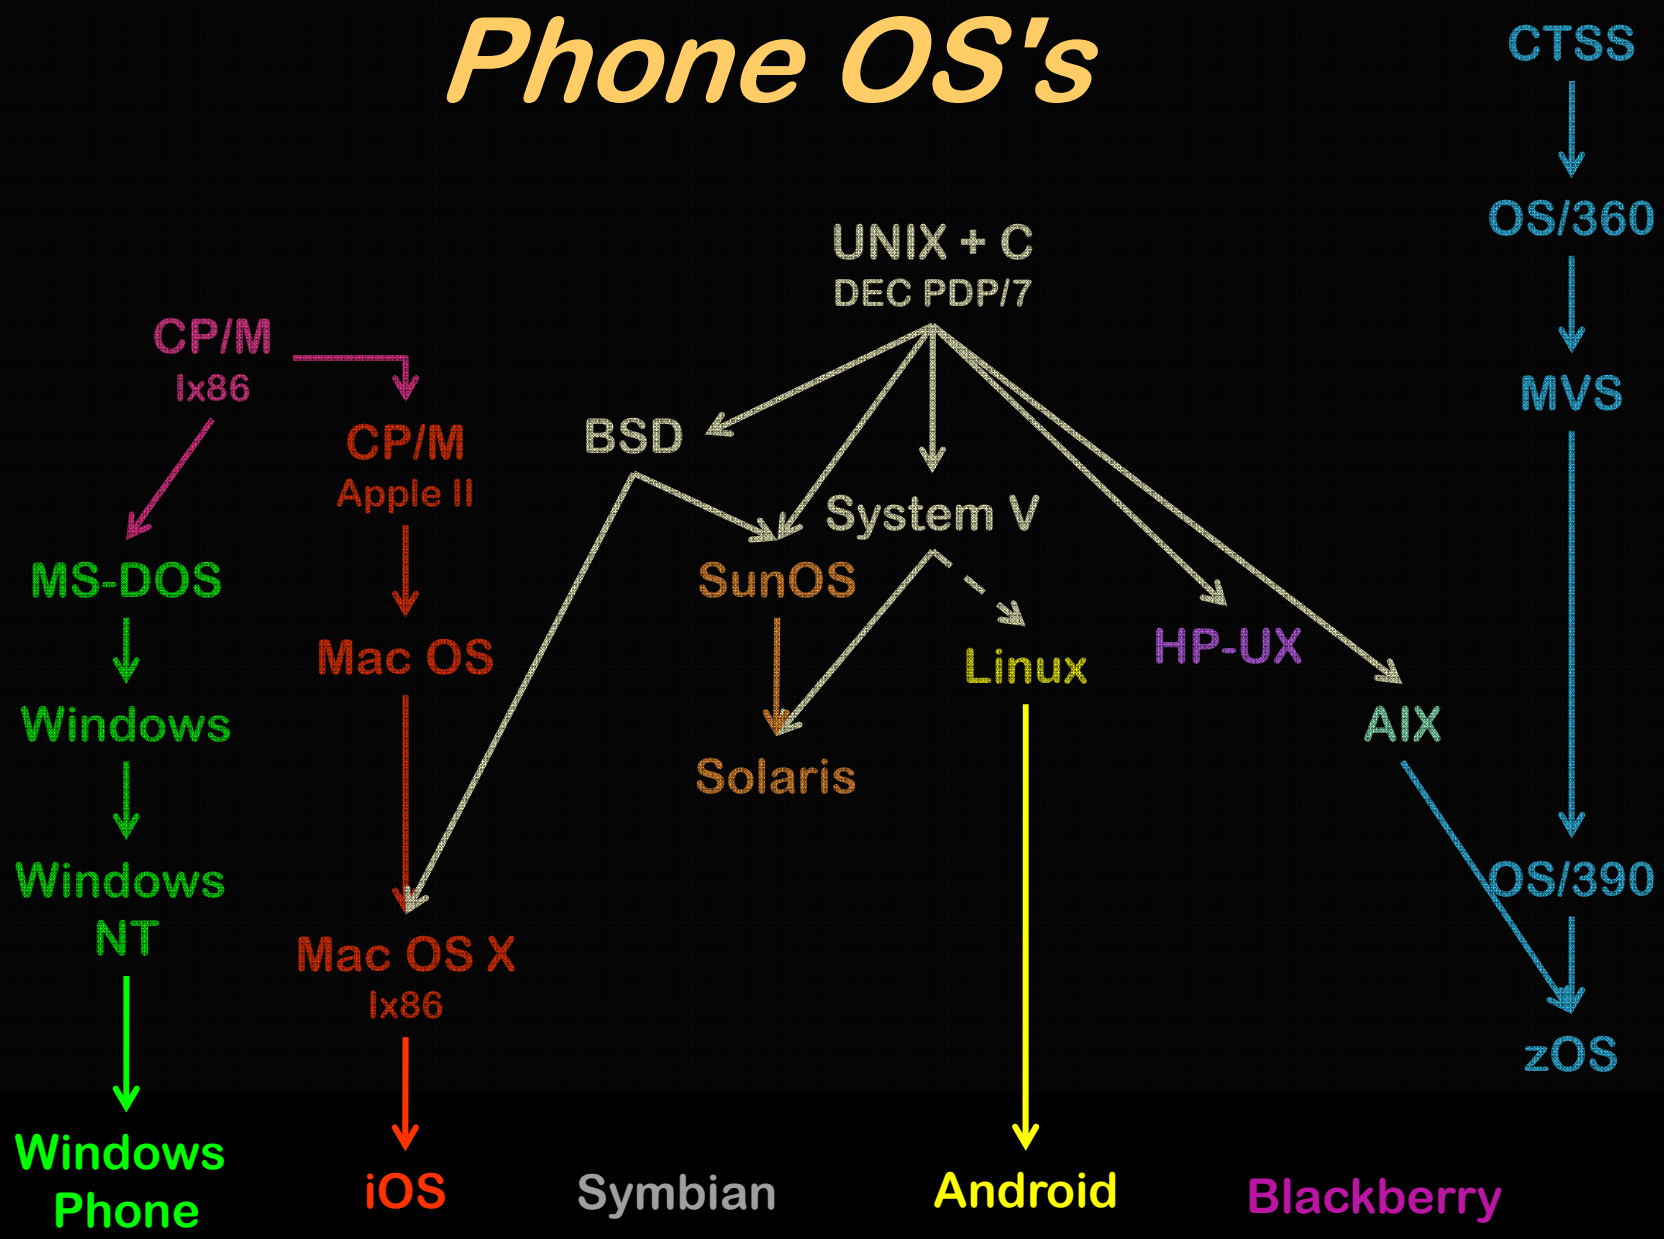 Phone OS's
CTSS
OS/360
UNIX + C
DEC PDP/7
CP/M
Ix86
MVS
BSD
CP/M
Apple II
System V
MS-DOS
SunOS
HP-UX
Mac OS
Linux
Windows
AIX
Solaris
Windows
NT
OS/390
Mac OS X
Ix86
zOS
Windows
Phone
iOS
Symbian
Android
Blackberry